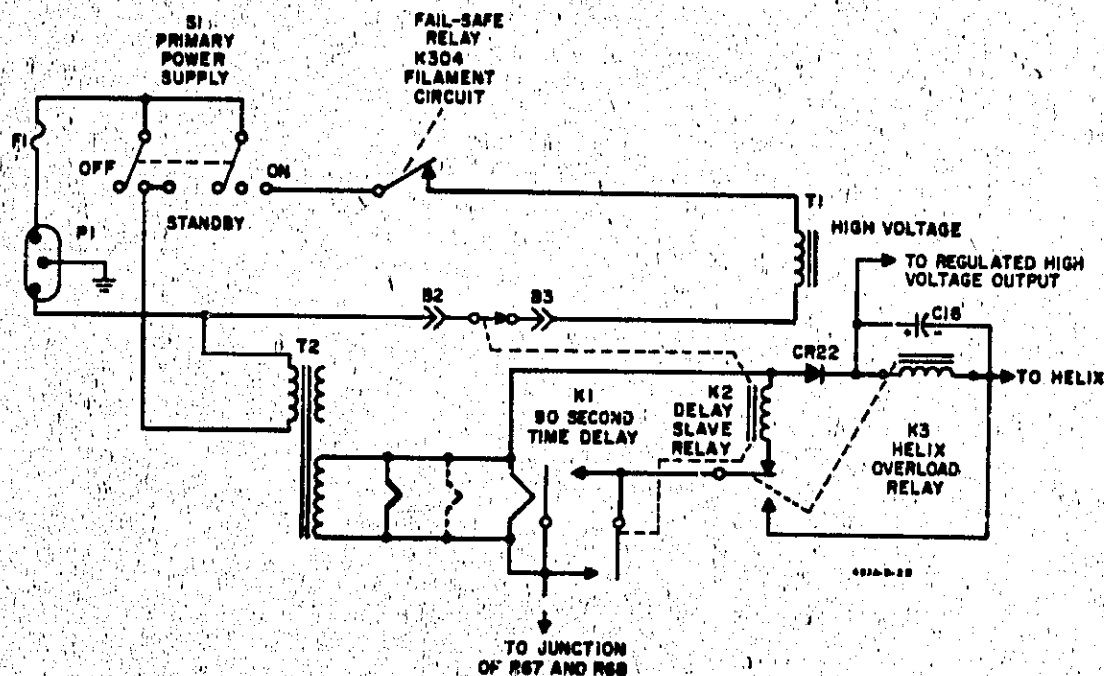 S1
PRIMARY
POWER
SUPPLY
FAIL-SAFE
RELAY
K304
FILAMENT
CIRCUIT
F1
OFF
ON
STANDBY
P1
T1
HIGH VOLTAGE
TO REGULATED HIGH
VOLTAGE OUTPUT
B2
B3
C16
+
-
T2
CR22
TO HELIX
K1
90 SECOND
TIME DELAY
K2
DELAY
SLAVE
RELAY
K3
HELIX
OVERLOAD
RELAY
TO JUNCTION
OF R67 AND R68